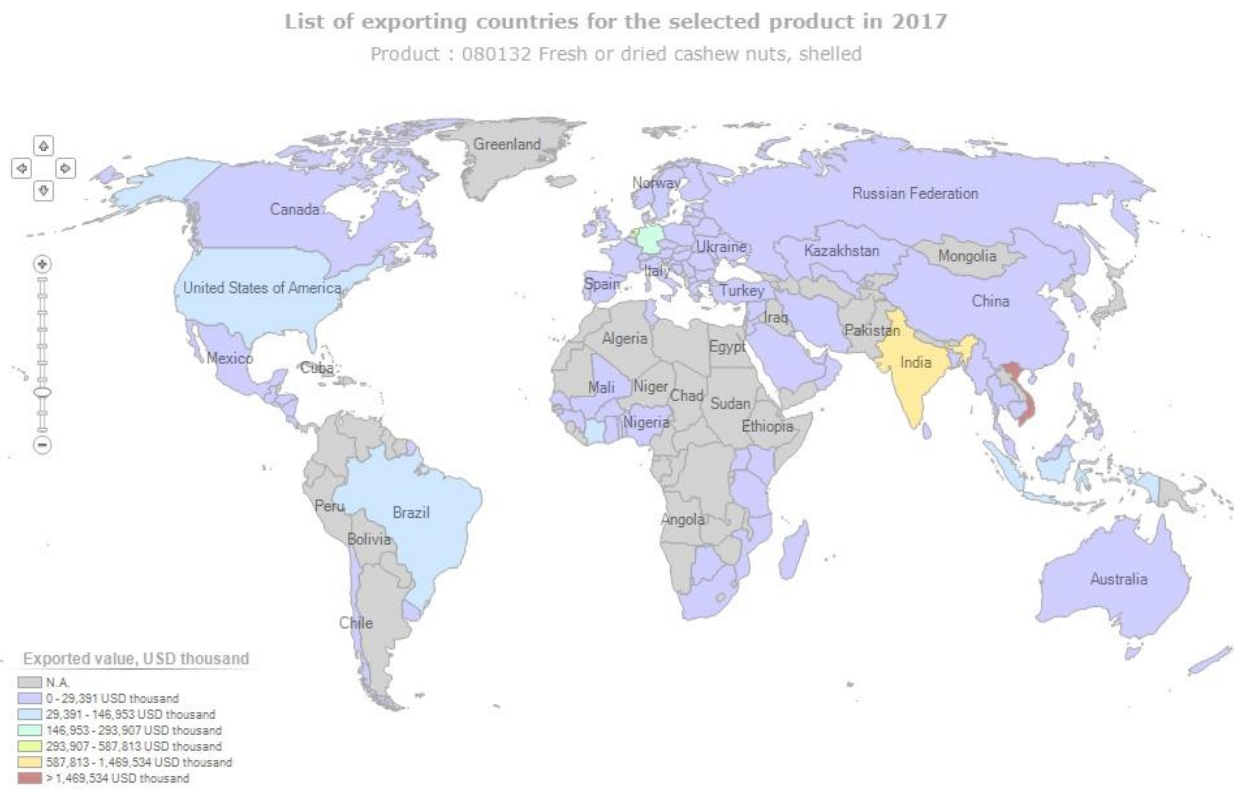 List of exporting countries for the selected product in 2017
Product : 080132 Fresh or dried cashew nuts, shelled
Greenland
Norway
Russian Federation
Canada
Ukraine
Kazakhstan
Mongolia
Italy
Spain
Turkey
United States of America
China
Iraq
Pakistan
Algeria
Egypt
Mexico
India
Cuba
Mali
Niger
Chad
Sudan
Nigeria
Ethiopia
Peru
Brazil
Angola
Bolivia
Australia
Chile
Exported value, USD thousand
N.A.
0 - 29,391 USD thousand
29,391 - 146,953 USD thousand
146,953 - 293,907 USD thousand
293,907 - 587,813 USD thousand
587,813 - 1,469,534 USD thousand
> 1,469,534 USD thousand